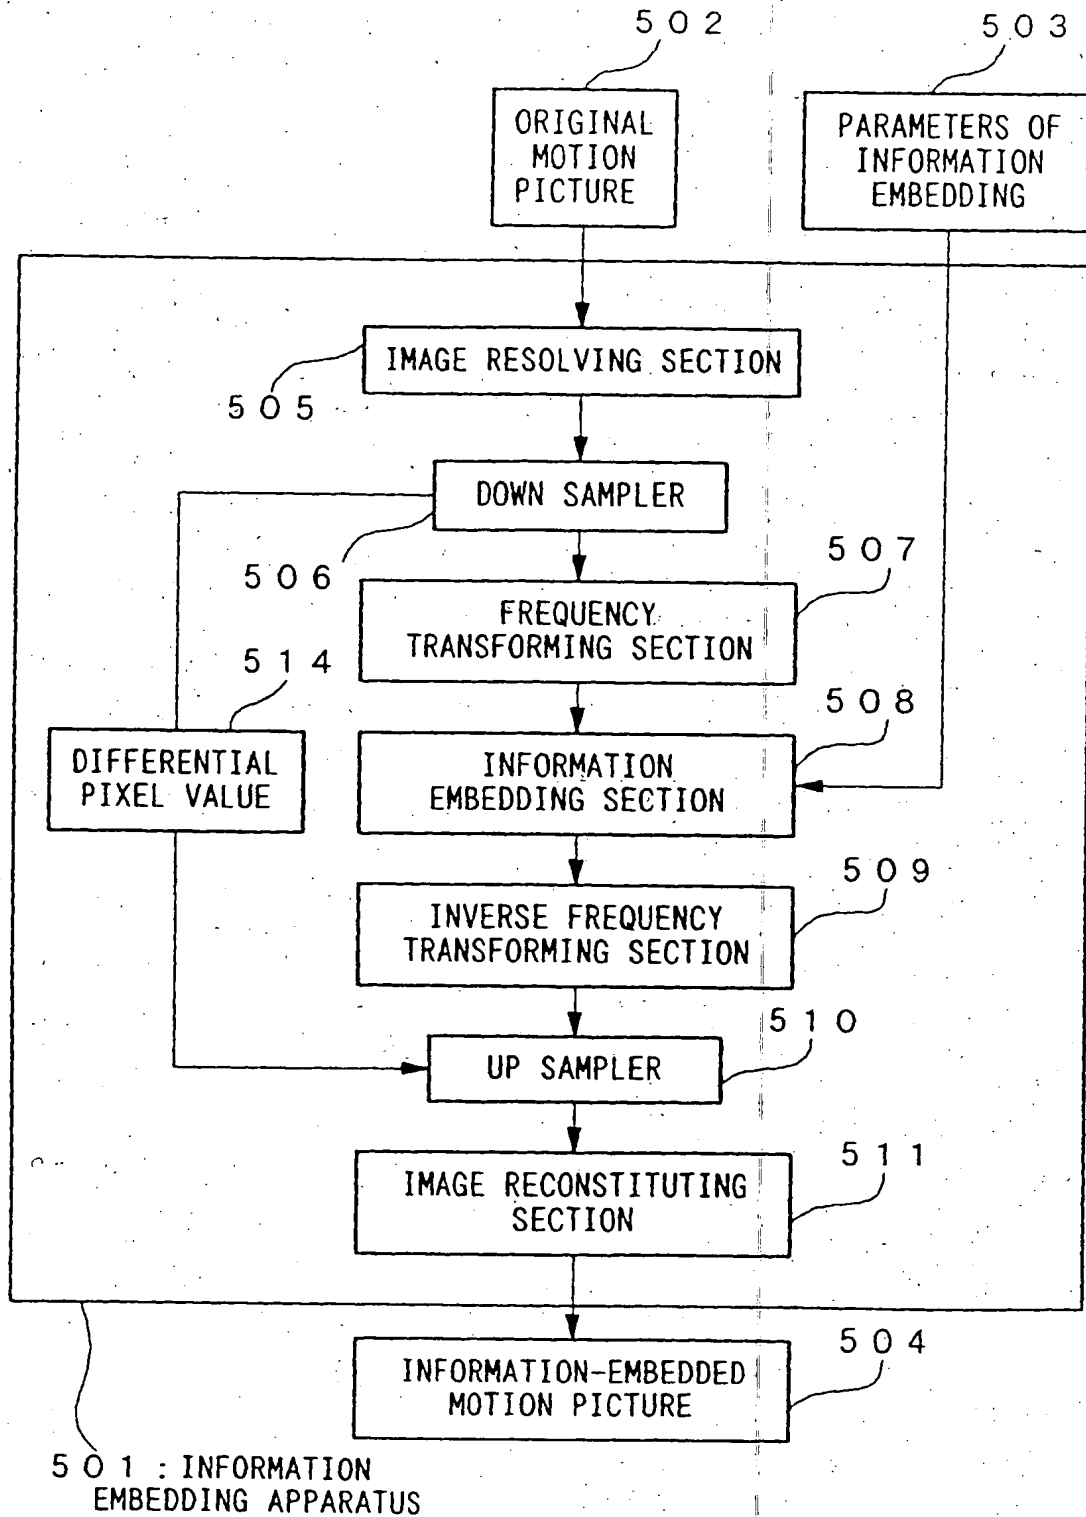 502
503
ORIGINAL
MOTION
PICTURE
PARAMETERS OF
INFORMATION
EMBEDDING
IMAGE RESOLVING SECTION
505
DOWN SAMPLER
506
507
FREQUENCY
TRANSFORMING SECTION
514
508
DIFFERENTIAL
PIXEL VALUE
INFORMATION
EMBEDDING SECTION
509
INVERSE FREQUENCY
TRANSFORMING SECTION
510
UP SAMPLER
511
IMAGE RECONSTITUTING
SECTION
504
INFORMATION-EMBEDDED
MOTION PICTURE
501 : INFORMATION
EMBEDDING APPARATUS